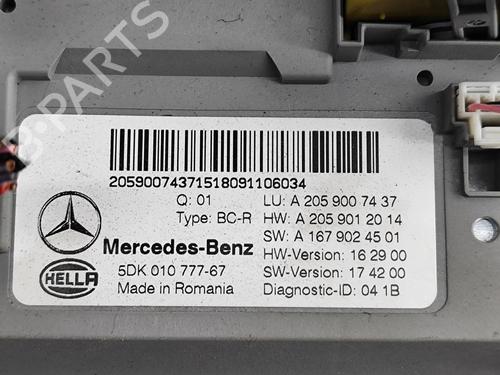 B-PARTS
20590074371518091106034
Q: 01
Type: BC-R
LU: A 205 900 74 37
HW: A 205 901 20 14
SW: A 167 902 45 01
HW-Version: 16 29 00
SW-Version: 17 42 00
Diagnostic-ID: 04 1B
Mercedes-Benz
HELLA
5DK 010 777-67
Made in Romania